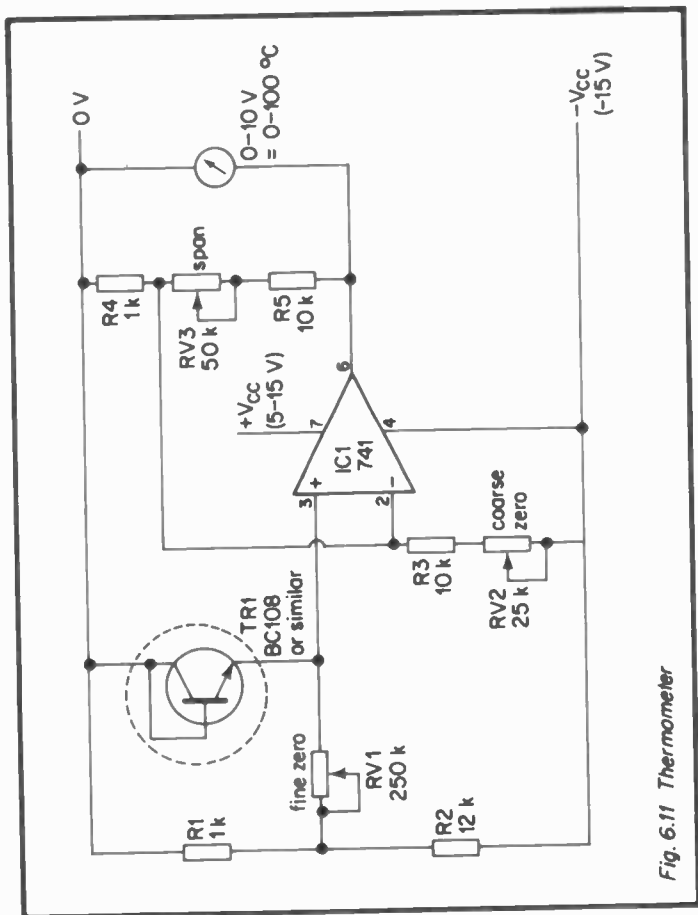 0 V
R4
1 k
RV3
50 k
span
R5
10 k
0–10 V
= 0–100 °C
+VCC
(5–15 V)
7
3
+
IC1
741
6
2
–
4
TR1
BC108
or similar
R1
1 k
fine zero
RV1
250 k
R2
12 k
R3
10 k
RV2
25 k
coarse
zero
–VCC
(–15 V)
Fig. 6.11 Thermometer